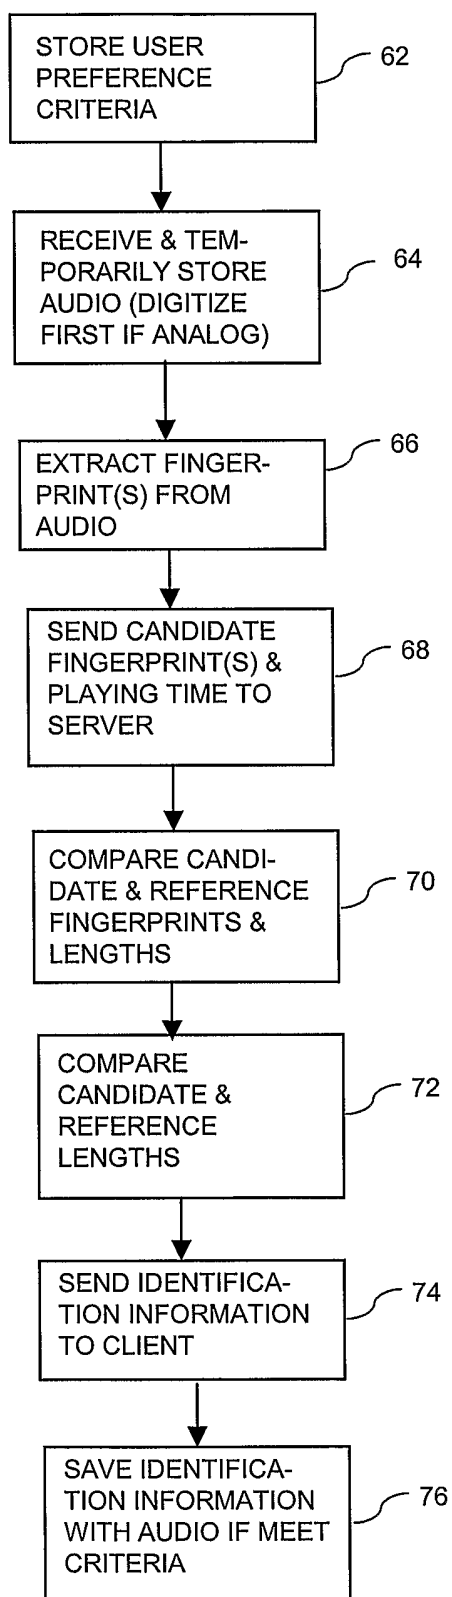 STORE USER
PREFERENCE
CRITERIA
62
RECEIVE & TEM-
PORARILY STORE
AUDIO (DIGITIZE
FIRST IF ANALOG)
64
EXTRACT FINGER-
PRINT(S) FROM
AUDIO
66
SEND CANDIDATE
FINGERPRINT(S) &
PLAYING TIME TO
SERVER
68
COMPARE CANDI-
DATE & REFERENCE
FINGERPRINTS &
LENGTHS
70
COMPARE
CANDIDATE &
REFERENCE
LENGTHS
72
SEND IDENTIFICA-
TION INFORMATION
TO CLIENT
74
SAVE IDENTIFICA-
TION INFORMATION
WITH AUDIO IF MEET
CRITERIA
76